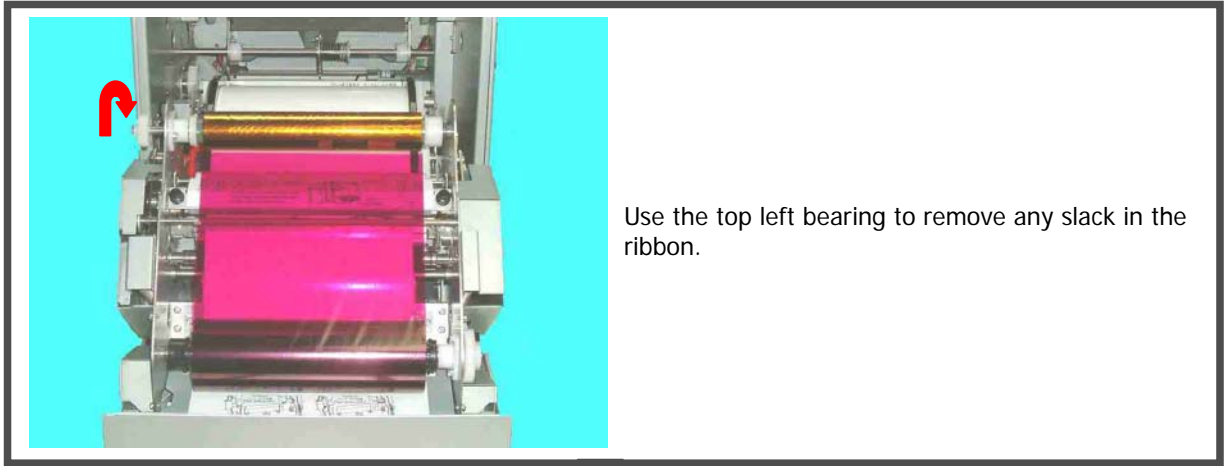 Use the top left bearing to remove any slack in the
ribbon.